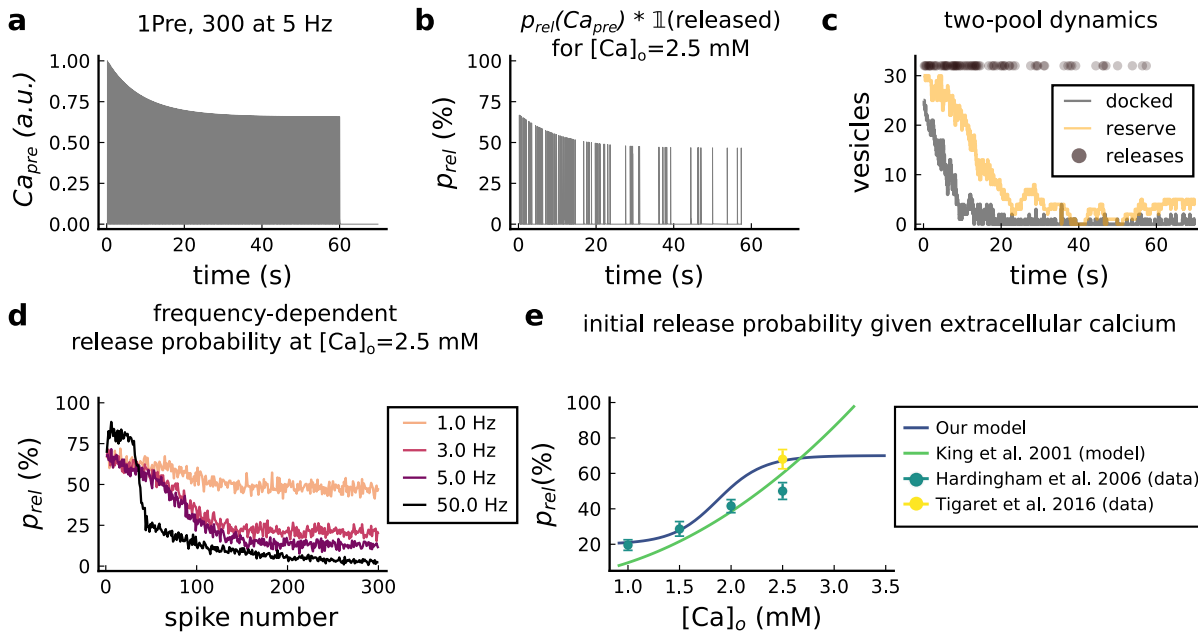 a
1Pre, 300 at 5 Hz
Ca_pre (a.u.)
1.00
0.75
0.50
0.25
0.00
0
20
40
60
time (s)
b
p_rel(Ca_pre) * 𝟙(released)
for [Ca]ₒ=2.5 mM
p_rel (%)
100
75
50
25
0
0
20
40
60
time (s)
c
two-pool dynamics
vesicles
30
20
10
0
docked
reserve
releases
0
20
40
60
time (s)
d
frequency-dependent
release probability at [Ca]ₒ=2.5 mM
p_rel (%)
100
75
50
25
0
1.0 Hz
3.0 Hz
5.0 Hz
50.0 Hz
0
100
200
300
spike number
e
initial release probability given extracellular calcium
p_rel(%)
100
80
60
40
20
Our model
King et al. 2001 (model)
Hardingham et al. 2006 (data)
Tigaret et al. 2016 (data)
1.0
1.5
2.0
2.5
3.0
3.5
[Ca]ₒ (mM)